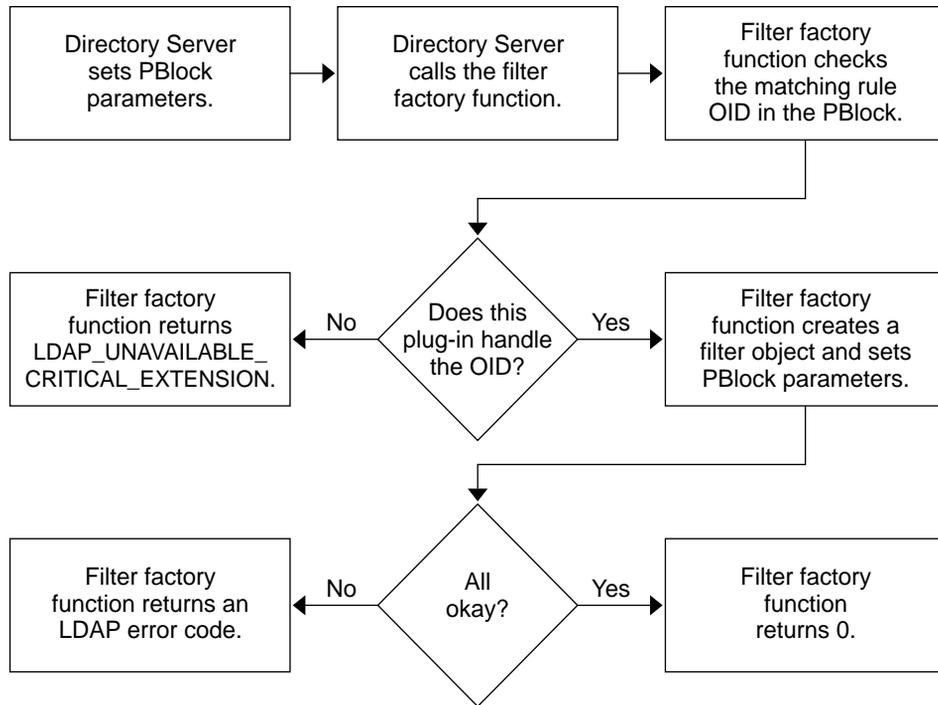 Directory Server
sets PBlock
parameters.
Directory Server
calls the filter
factory function.
Filter factory
function checks
the matching rule
OID in the PBlock.
Filter factory
function returns
LDAP_UNAVAILABLE_
CRITICAL_EXTENSION.
No
Does this
plug-in handle
the OID?
Yes
Filter factory
function creates a
filter object and sets
PBlock parameters.
Filter factory
function returns an
LDAP error code.
No
All
okay?
Yes
Filter factory
function
returns 0.